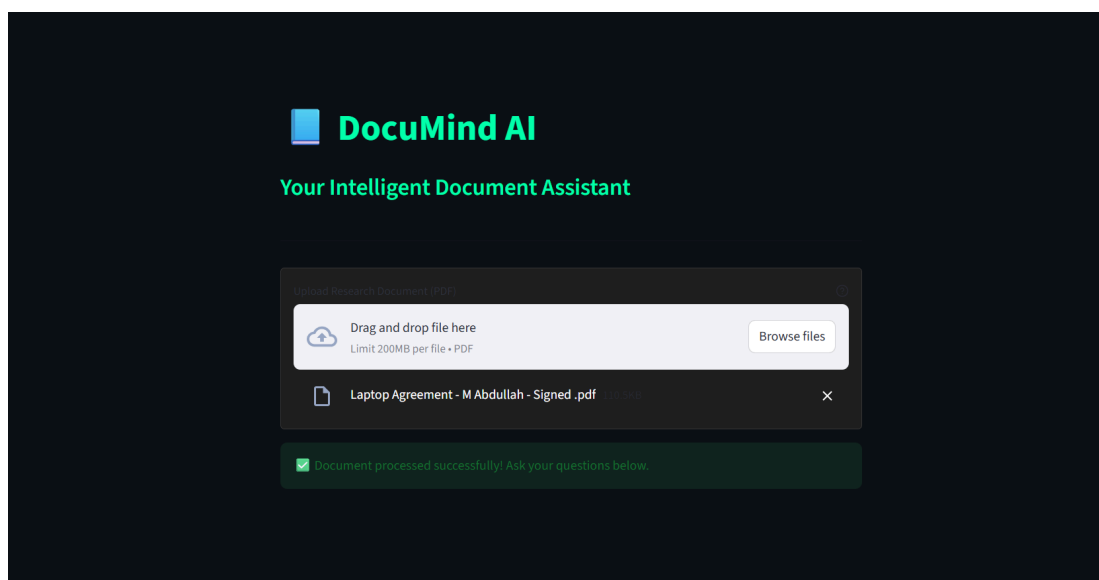 DocuMind AI
Your Intelligent Document Assistant
Upload Research Document (PDF)
Drag and drop file here
Limit 200MB per file • PDF
Browse files
Laptop Agreement - M Abdullah - Signed .pdf
Document processed successfully! Ask your questions below.